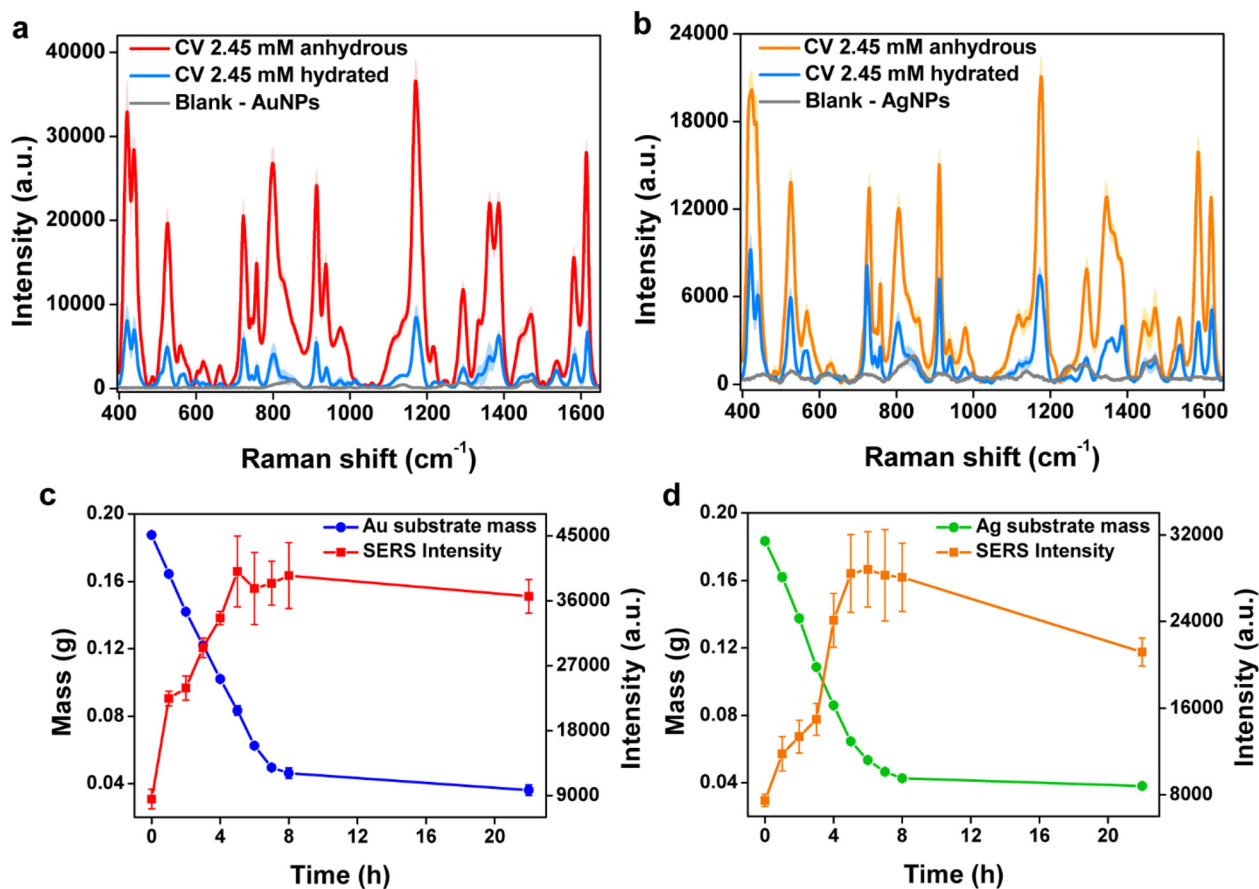 a
CV 2.45 mM anhydrous
CV 2.45 mM hydrated
Blank - AuNPs
Intensity (a.u.)
40000
30000
20000
10000
0
400 600 800 1000 1200 1400 1600
Raman shift (cm⁻¹)
b
CV 2.45 mM anhydrous
CV 2.45 mM hydrated
Blank - AgNPs
Intensity (a.u.)
24000
18000
12000
6000
0
400 600 800 1000 1200 1400 1600
Raman shift (cm⁻¹)
c
Au substrate mass
SERS Intensity
Mass (g)
0.20
0.16
0.12
0.08
0.04
45000
36000
27000
18000
9000
Intensity (a.u.)
0 4 8 12 16 20
Time (h)
d
Ag substrate mass
SERS Intensity
Mass (g)
0.20
0.16
0.12
0.08
0.04
32000
24000
16000
8000
Intensity (a.u.)
0 4 8 12 16 20
Time (h)